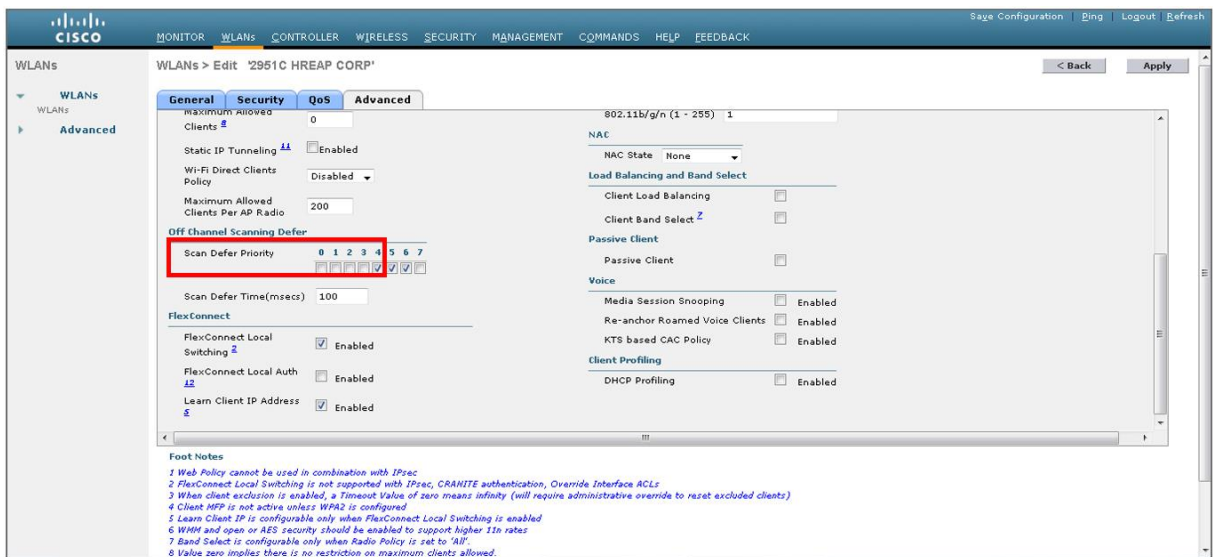 Save Configuration | Ping | Logout | Refresh
CISCO
MONITOR WLANs CONTROLLER WIRELESS SECURITY MANAGEMENT COMMANDS HELP FEEDBACK
WLANs
WLANs
WLANs
Advanced
WLANs > Edit '2951C HREAP CORP'
< Back
Apply
General Security QoS Advanced
Maximum Allowed
Clients 8
0
Static IP Tunneling 11
Enabled
Wi-Fi Direct Clients
Policy
Disabled
Maximum Allowed
Clients Per AP Radio
200
Off Channel Scanning Defer
Scan Defer Priority
0 1 2 3 4 5 6 7
Scan Defer Time(msecs) 100
FlexConnect
FlexConnect Local
Switching 2
Enabled
FlexConnect Local Auth
12
Enabled
Learn Client IP Address
5
Enabled
802.11b/g/n (1 - 255) 1
NAC
NAC State None
Load Balancing and Band Select
Client Load Balancing
Client Band Select 7
Passive Client
Passive Client
Voice
Media Session Snooping Enabled
Re-anchor Roamed Voice Clients Enabled
KTS based CAC Policy Enabled
Client Profiling
DHCP Profiling Enabled
Foot Notes
1 Web Policy cannot be used in combination with IPsec
2 FlexConnect Local Switching is not supported with IPsec, CRANITE authentication, Override Interface ACLs
3 When client exclusion is enabled, a Timeout Value of zero means infinity (will require administrative override to reset excluded clients)
4 Client MFP is not active unless WPA2 is configured
5 Learn Client IP is configurable only when FlexConnect Local Switching is enabled
6 WMM and open or AES security should be enabled to support higher 11n rates
7 Band Select is configurable only when Radio Policy is set to 'All'.
8 Value zero implies there is no restriction on maximum clients allowed.